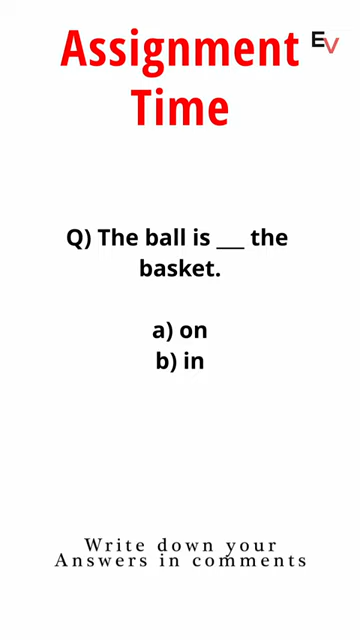 Assignment
EV
Time
Q) The ball is ___ the
basket.
a) on
b) in
Write down your
Answers in comments